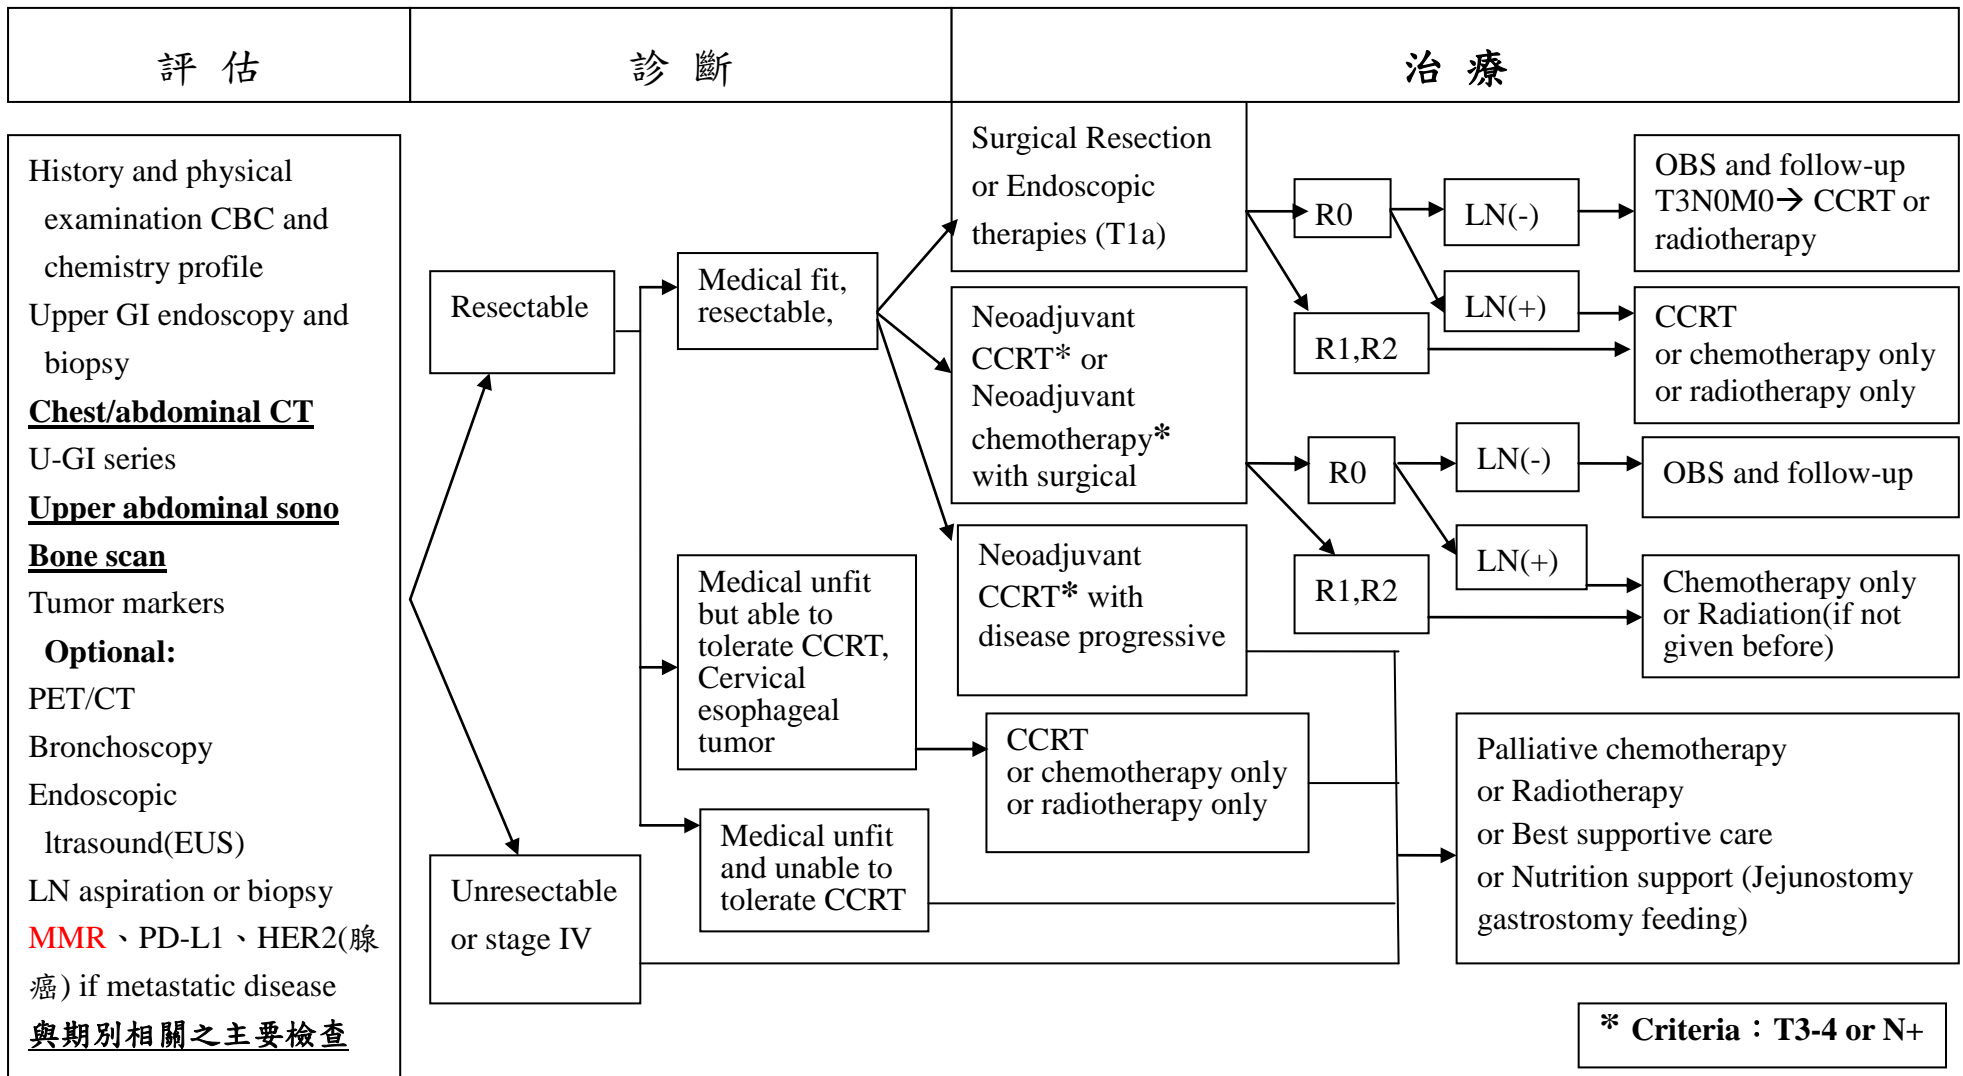 評 估
診 斷
治 療
History and physical
examination CBC and
chemistry profile
Upper GI endoscopy and
biopsy
Chest/abdominal CT
U-GI series
Upper abdominal sono
Bone scan
Tumor markers
Optional:
PET/CT
Bronchoscopy
Endoscopic
ltrasound(EUS)
LN aspiration or biopsy
MMR、PD-L1、HER2(腺
癌) if metastatic disease
與期別相關之主要檢查
Resectable
Unresectable
or stage IV
Medical fit,
resectable,
Medical unfit
but able to
tolerate CCRT,
Cervical
esophageal
tumor
Medical unfit
and unable to
tolerate CCRT
Surgical Resection
or Endoscopic
therapies (T1a)
Neoadjuvant
CCRT* or
Neoadjuvant
chemotherapy*
with surgical
Neoadjuvant
CCRT* with
disease progressive
CCRT
or chemotherapy only
or radiotherapy only
R0
R1,R2
LN(-)
LN(+)
OBS and follow-up
T3N0M0→ CCRT or
radiotherapy
CCRT
or chemotherapy only
or radiotherapy only
R0
R1,R2
LN(-)
LN(+)
OBS and follow-up
Chemotherapy only
or Radiation(if not
given before)
Palliative chemotherapy
or Radiotherapy
or Best supportive care
or Nutrition support (Jejunostomy
gastrostomy feeding)
* Criteria：T3-4 or N+